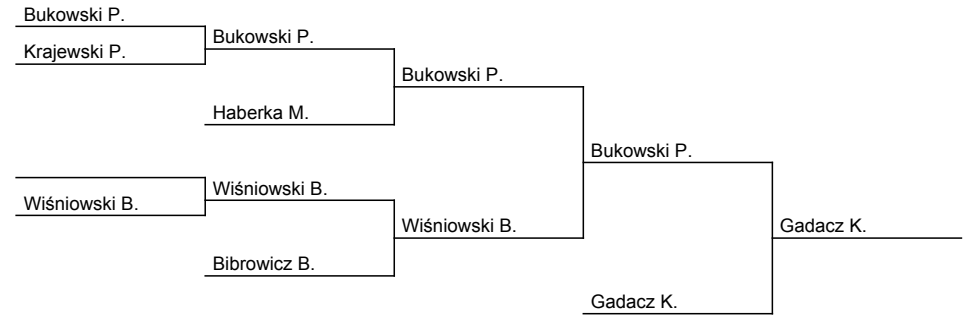 Bukowski P.
Krajewski P.
Bukowski P.
Haberka M.
Bukowski P.
Wiśniowski B.
Wiśniowski B.
Bibrowicz B.
Wiśniowski B.
Bukowski P.
Gadacz K.
Gadacz K.